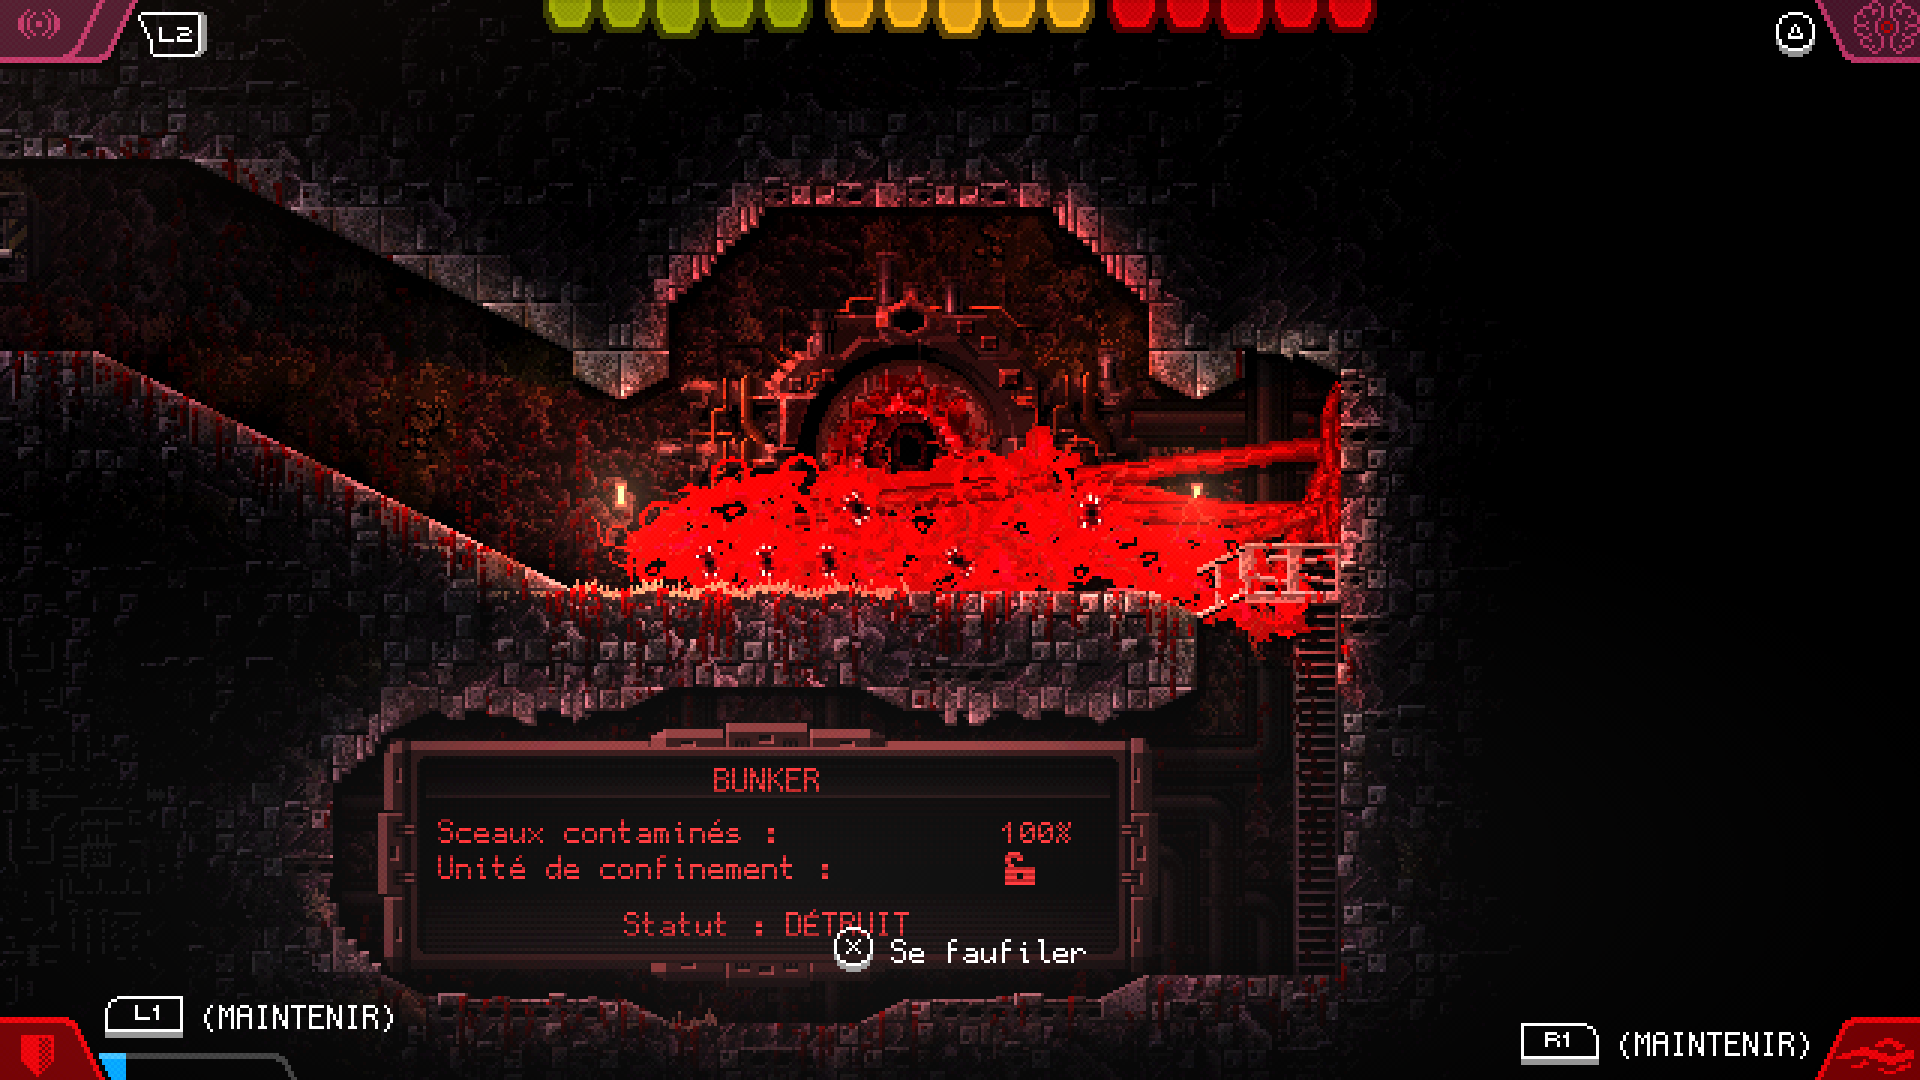 L2
BUNKER
Sceaux contaminés : 100%
Unité de confinement :
Statut : DÉTRUIT
Se faufiler
L1 (MAINTENIR)
R1 (MAINTENIR)